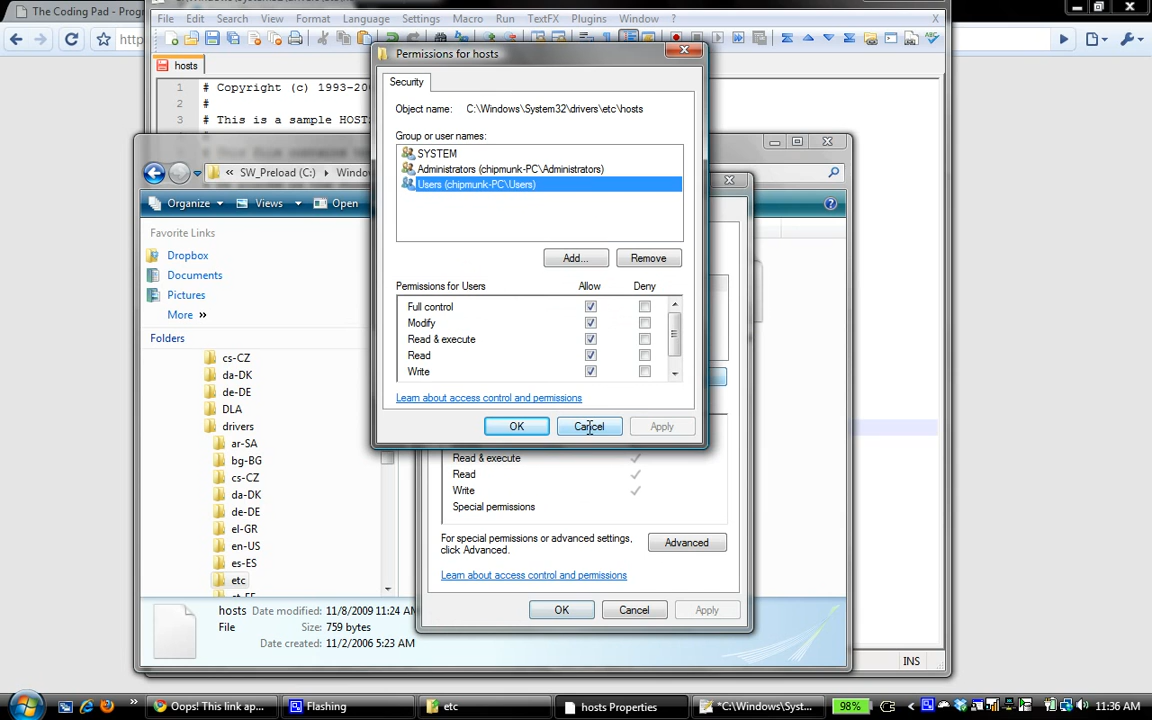 The Coding Pad - Prog
http
File Edit Search View Format Language Settings Macro Run TextFX Plugins Window ? X
hosts
1 # Copyright (c) 1993-20
2 #
3 # This is a sample HOST
Permissions for hosts
Security
Object name: C:\Windows\System32\drivers\etc\hosts
Group or user names:
SYSTEM
Administrators (chipmunk-PC\Administrators)
Users (chipmunk-PC\Users)
Add... Remove
Permissions for Users Allow Deny
Full control
Modify
Read & execute
Read
Write
Learn about access control and permissions
OK Cancel Apply
« SW_Preload (C:) ▸ Window
Organize Views Open
Favorite Links
Dropbox
Documents
Pictures
More »
Folders
cs-CZ
da-DK
de-DE
DLA
drivers
ar-SA
bg-BG
cs-CZ
da-DK
de-DE
el-GR
en-US
es-ES
etc
Read & execute
Read
Write
Special permissions
For special permissions or advanced settings,
click Advanced.
Advanced
Learn about access control and permissions
OK Cancel Apply
hosts Date modified: 11/8/2009 11:24 AM
File Size: 759 bytes
Date created: 11/2/2006 5:23 AM
INS
Oops! This link ap... Flashing etc hosts Properties *C:\Windows\Syst... 98% 11:36 AM